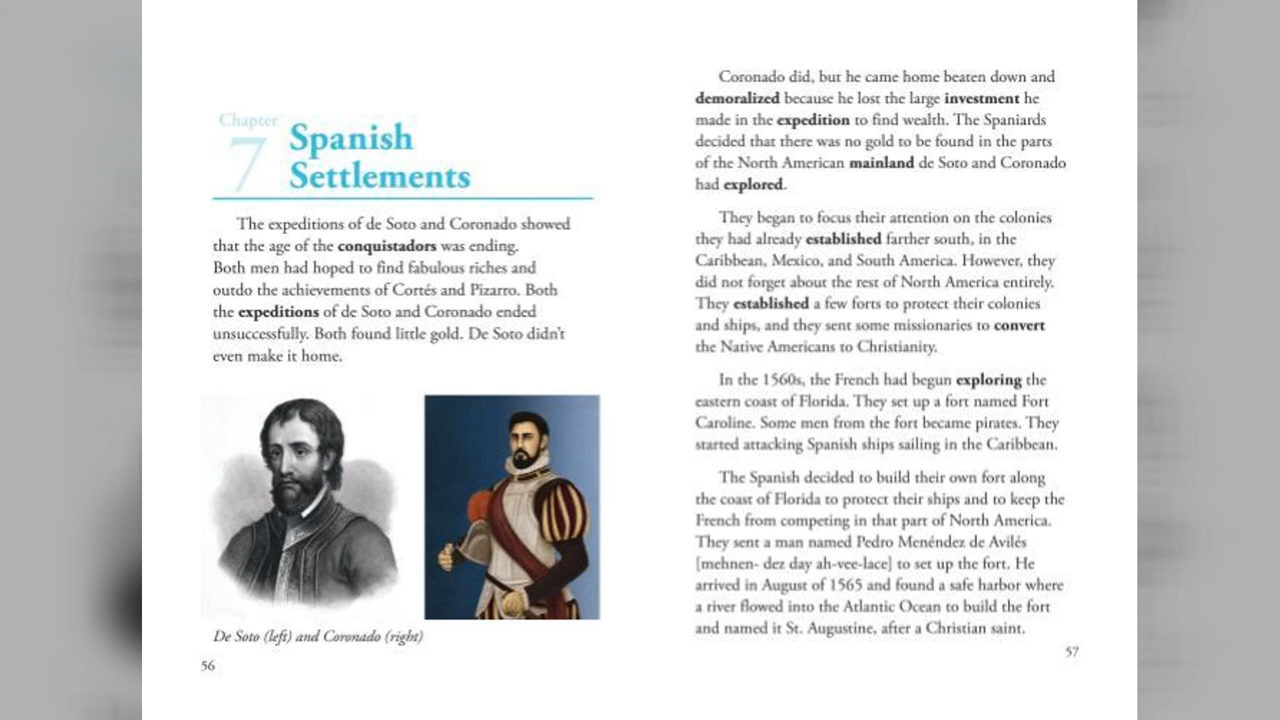 Chapter
7
Spanish
Settlements
The expeditions of de Soto and Coronado showed
that the age of the conquistadors was ending.
Both men had hoped to find fabulous riches and
outdo the achievements of Cortés and Pizarro. Both
the expeditions of de Soto and Coronado ended
unsuccessfully. Both found little gold. De Soto didn't
even make it home.
De Soto (left) and Coronado (right)
56
Coronado did, but he came home beaten down and
demoralized because he lost the large investment he
made in the expedition to find wealth. The Spaniards
decided that there was no gold to be found in the parts
of the North American mainland de Soto and Coronado
had explored.
They began to focus their attention on the colonies
they had already established farther south, in the
Caribbean, Mexico, and South America. However, they
did not forget about the rest of North America entirely.
They established a few forts to protect their colonies
and ships, and they sent some missionaries to convert
the Native Americans to Christianity.
In the 1560s, the French had begun exploring the
eastern coast of Florida. They set up a fort named Fort
Caroline. Some men from the fort became pirates. They
started attacking Spanish ships sailing in the Caribbean.
The Spanish decided to build their own fort along
the coast of Florida to protect their ships and to keep the
French from competing in that part of North America.
They sent a man named Pedro Menéndez de Avilés
[mehnen- dez day ah-vee-lace] to set up the fort. He
arrived in August of 1565 and found a safe harbor where
a river flowed into the Atlantic Ocean to build the fort
and named it St. Augustine, after a Christian saint.
57